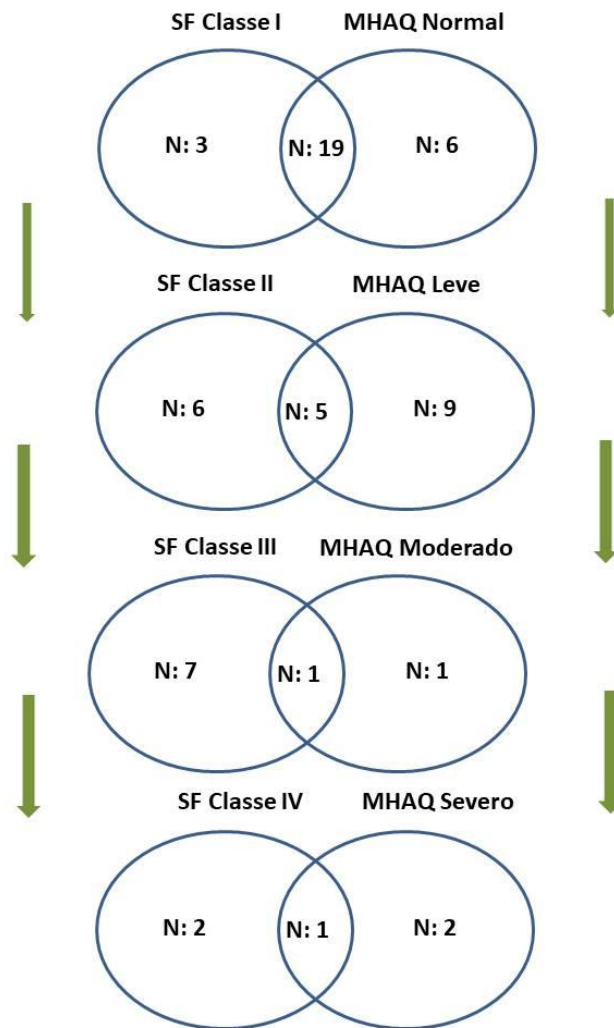 SF Classe I MHAQ Normal
N: 3 N: 19 N: 6
SF Classe II MHAQ Leve
N: 6 N: 5 N: 9
SF Classe III MHAQ Moderado
N: 7 N: 1 N: 1
SF Classe IV MHAQ Severo
N: 2 N: 1 N: 2